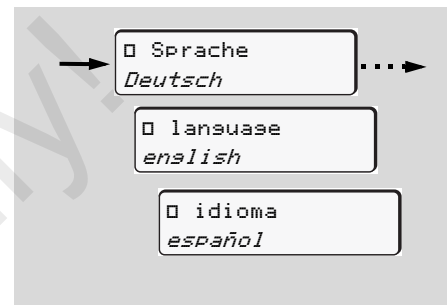 □ Sprache
Deutsch
□ language
english
□ idioma
español